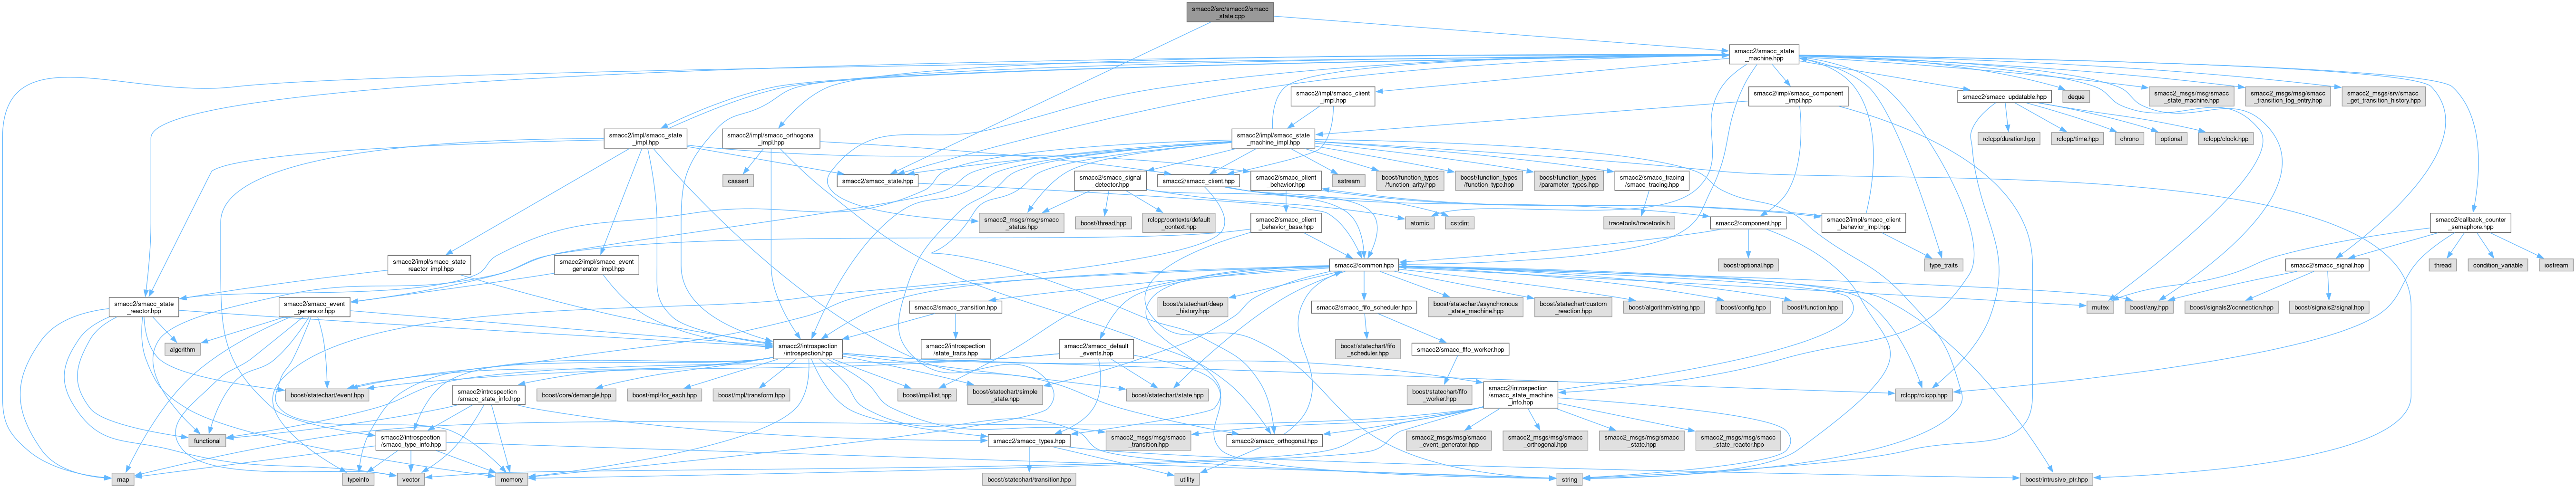 smacc2/src/smacc2/smacc
_state.cpp
smacc2/smacc_state
_machine.hpp
smacc2/impl/smacc_client
_impl.hpp
smacc2/impl/smacc_component
_impl.hpp
smacc2/smacc_updatable.hpp
deque
smacc2_msgs/msg/smacc
_state_machine.hpp
smacc2_msgs/msg/smacc
_transition_log_entry.hpp
smacc2_msgs/srv/smacc
_get_transition_history.hpp
smacc2/impl/smacc_state
_impl.hpp
smacc2/impl/smacc_orthogonal
_impl.hpp
smacc2/impl/smacc_state
_machine_impl.hpp
rclcpp/duration.hpp
rclcpp/time.hpp
chrono
optional
rclcpp/clock.hpp
cassert
smacc2/smacc_state.hpp
smacc2/smacc_signal
_detector.hpp
smacc2/smacc_client.hpp
smacc2/smacc_client
_behavior.hpp
sstream
boost/function_types
/function_arity.hpp
boost/function_types
/function_type.hpp
boost/function_types
/parameter_types.hpp
smacc2/smacc_tracing
/smacc_tracing.hpp
smacc2_msgs/msg/smacc
_status.hpp
boost/thread.hpp
rclcpp/contexts/default
_context.hpp
smacc2/smacc_client
_behavior_base.hpp
atomic
cstdint
tracetools/tracetools.h
smacc2/component.hpp
smacc2/impl/smacc_client
_behavior_impl.hpp
smacc2/callback_counter
_semaphore.hpp
smacc2/impl/smacc_state
_reactor_impl.hpp
smacc2/impl/smacc_event
_generator_impl.hpp
smacc2/common.hpp
boost/optional.hpp
type_traits
smacc2/smacc_signal.hpp
thread
condition_variable
iostream
smacc2/smacc_state
_reactor.hpp
smacc2/smacc_event
_generator.hpp
smacc2/smacc_transition.hpp
boost/statechart/deep
_history.hpp
smacc2/smacc_fifo_scheduler.hpp
boost/statechart/asynchronous
_state_machine.hpp
boost/statechart/custom
_reaction.hpp
boost/algorithm/string.hpp
boost/config.hpp
boost/function.hpp
mutex
boost/any.hpp
boost/signals2/connection.hpp
boost/signals2/signal.hpp
algorithm
smacc2/introspection
/introspection.hpp
smacc2/introspection
/state_traits.hpp
smacc2/smacc_default
_events.hpp
boost/statechart/fifo
_scheduler.hpp
smacc2/smacc_fifo_worker.hpp
boost/statechart/event.hpp
smacc2/introspection
/smacc_state_info.hpp
boost/core/demangle.hpp
boost/mpl/for_each.hpp
boost/mpl/transform.hpp
boost/mpl/list.hpp
boost/statechart/simple
_state.hpp
boost/statechart/state.hpp
boost/statechart/fifo
_worker.hpp
smacc2/introspection
/smacc_state_machine
_info.hpp
rclcpp/rclcpp.hpp
functional
smacc2/introspection
/smacc_type_info.hpp
smacc2/smacc_types.hpp
smacc2_msgs/msg/smacc
_transition.hpp
smacc2/smacc_orthogonal.hpp
smacc2_msgs/msg/smacc
_event_generator.hpp
smacc2_msgs/msg/smacc
_orthogonal.hpp
smacc2_msgs/msg/smacc
_state.hpp
smacc2_msgs/msg/smacc
_state_reactor.hpp
map
typeinfo
vector
memory
boost/statechart/transition.hpp
utility
string
boost/intrusive_ptr.hpp